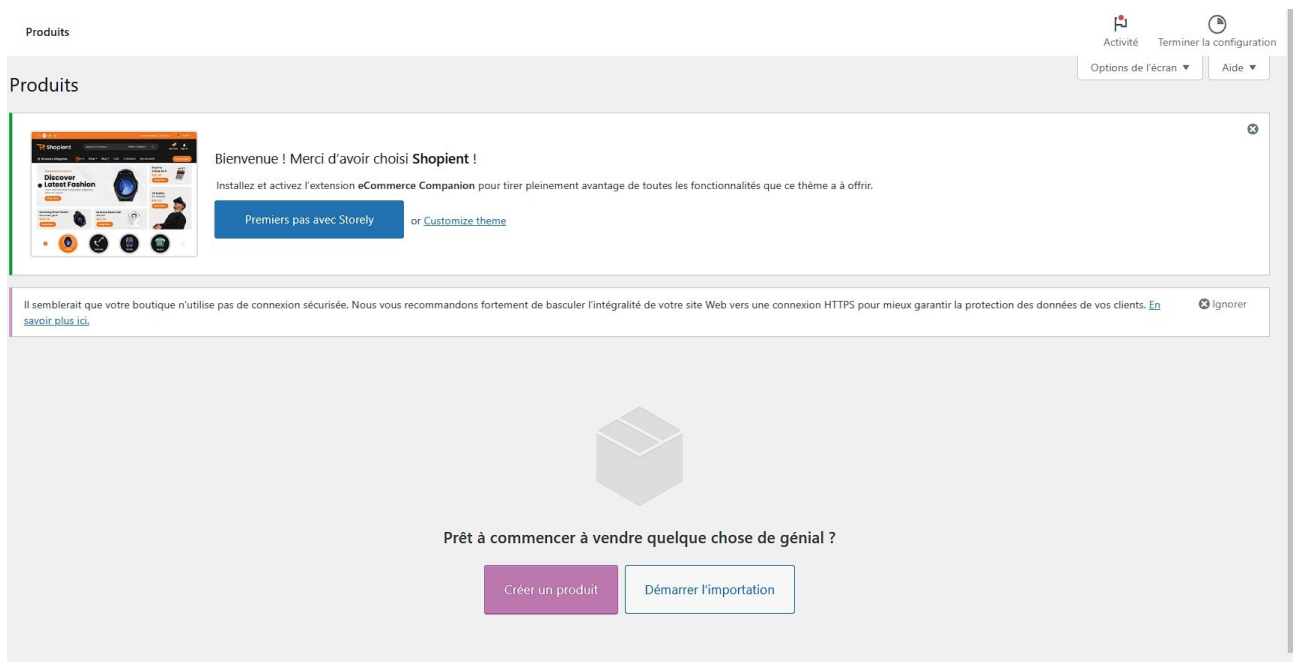 Produits
Activité
Terminer la configuration
Options de l'écran ▼
Aide ▼
Produits
Shopient
Discover
Latest Fashion
Bienvenue ! Merci d'avoir choisi Shopient !
Installez et activez l'extension eCommerce Companion pour tirer pleinement avantage de toutes les fonctionnalités que ce thème a à offrir.
Premiers pas avec Storely
or Customize theme
Il semblerait que votre boutique n'utilise pas de connexion sécurisée. Nous vous recommandons fortement de basculer l'intégralité de votre site Web vers une connexion HTTPS pour mieux garantir la protection des données de vos clients. En
savoir plus ici.
Ignorer
Prêt à commencer à vendre quelque chose de génial ?
Créer un produit
Démarrer l'importation